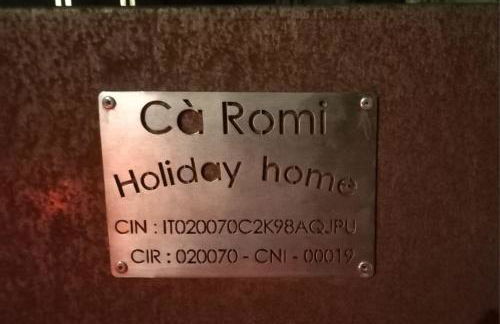 Cà Romi
Holiday home
CIN : IT020070C2K98AQJPU
CIR : 020070 - CNI - 00019